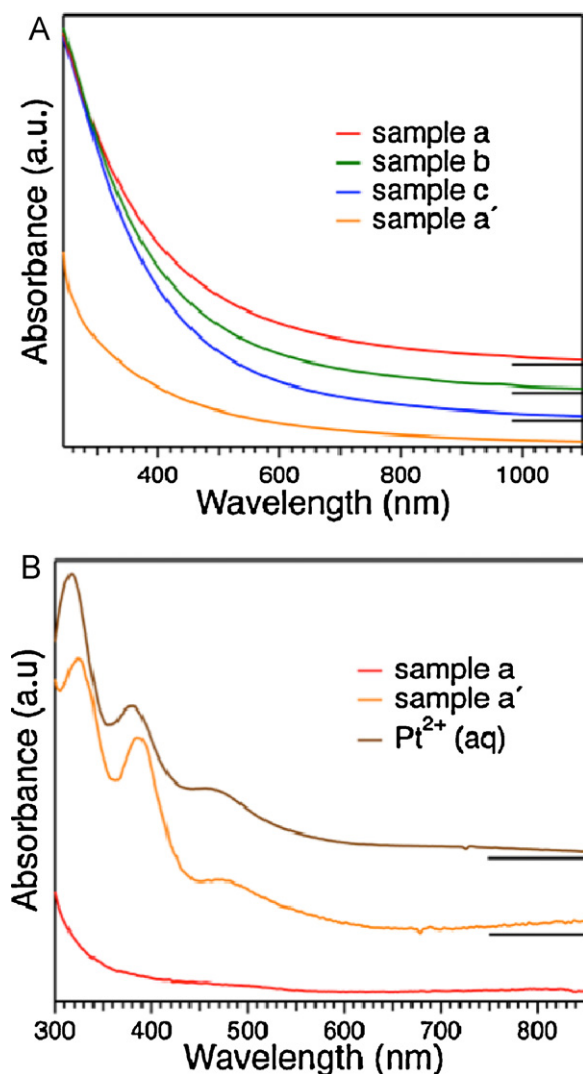 A
Absorbance (a.u.)
sample a
sample b
sample c
sample a´
400 600 800 1000
Wavelength (nm)
B
Absorbance (a.u)
sample a
sample a´
Pt²⁺ (aq)
300 400 500 600 700 800
Wavelength (nm)